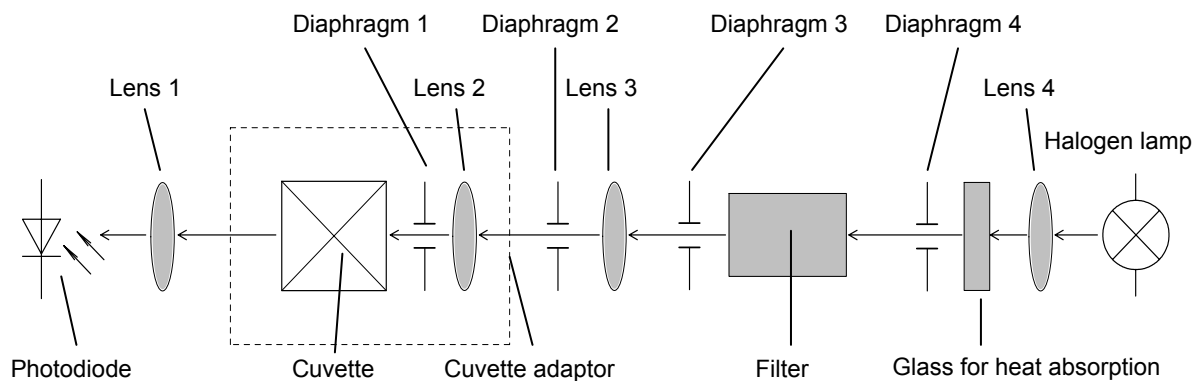 Diaphragm 1
Diaphragm 2
Diaphragm 3
Diaphragm 4
Lens 1
Lens 2
Lens 3
Lens 4
Halogen lamp
Photodiode
Cuvette
Cuvette adaptor
Filter
Glass for heat absorption